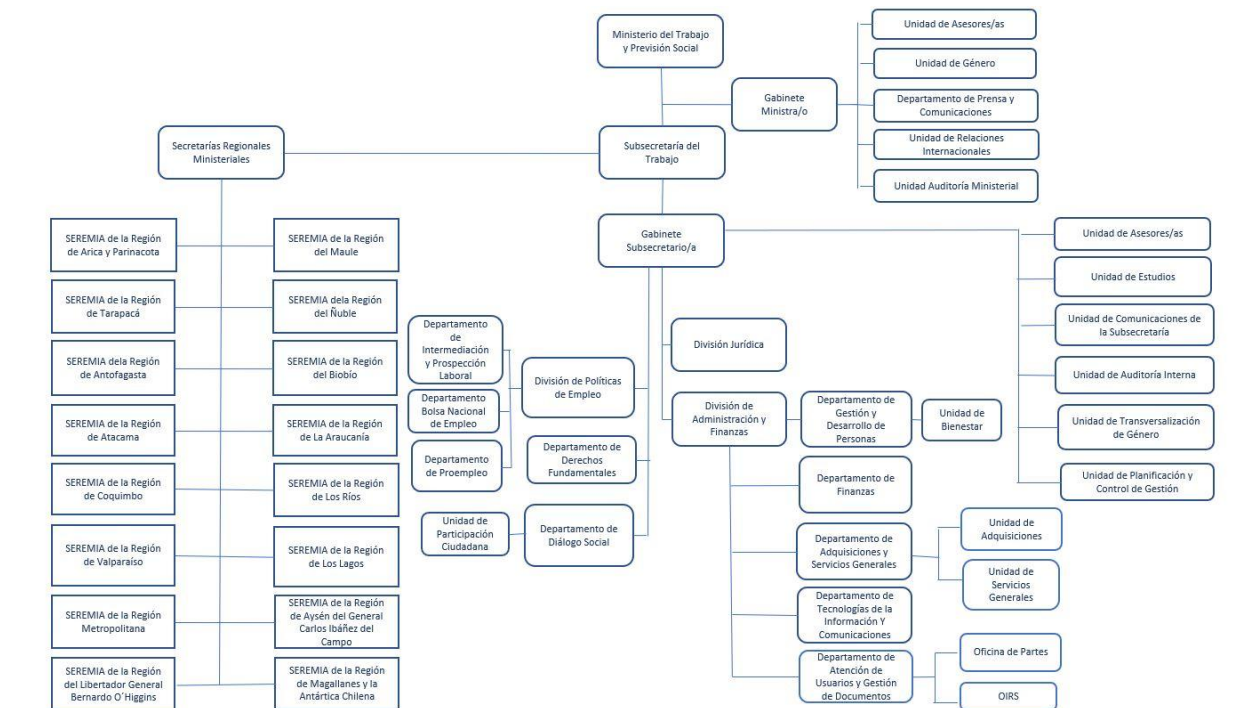 Ministerio del Trabajo
y Previsión Social
Gabinete
Ministra/o
Unidad de Asesores/as
Unidad de Género
Departamento de Prensa y
Comunicaciones
Unidad de Relaciones
Internacionales
Unidad Auditoría Ministerial
Secretarías Regionales
Ministeriales
Subsecretaría del
Trabajo
Gabinete
Subsecretario/a
SEREMIA de la Región
de Arica y Parinacota
SEREMIA de la Región
del Maule
SEREMIA de la Región
de Tarapacá
SEREMIA dela Región
del Ñuble
SEREMIA dela Región
de Antofagasta
SEREMIA de la Región
del Biobío
SEREMIA de la Región
de Atacama
SEREMIA de la Región
de La Araucanía
SEREMIA de la Región
de Coquimbo
SEREMIA de la Región
de Los Ríos
SEREMIA de la Región
de Valparaíso
SEREMIA de la Región
de Los Lagos
SEREMIA de la Región
Metropolitana
SEREMIA de la Región
de Aysén del General
Carlos Ibáñez del
Campo
SEREMIA de la Región
del Libertador General
Bernardo O´Higgins
SEREMIA de la Región
de Magallanes y la
Antártica Chilena
Departamento
de
Intermediación
y Prospección
Laboral
Departamento
Bolsa Nacional
de Empleo
Departamento
de Proempleo
División de Políticas
de Empleo
Departamento de
Derechos
Fundamentales
Unidad de
Participación
Ciudadana
Departamento de
Diálogo Social
División Jurídica
División de
Administración y
Finanzas
Departamento de
Gestión y
Desarrollo de
Personas
Unidad de
Bienestar
Departamento de
Finanzas
Departamento de
Adquisiciones y
Servicios Generales
Unidad de
Adquisiciones
Unidad de
Servicios
Generales
Departamento de
Tecnologías de la
Información Y
Comunicaciones
Departamento de
Atención de
Usuarios y Gestión
de Documentos
Oficina de Partes
OIRS
Unidad de Asesores/as
Unidad de Estudios
Unidad de Comunicaciones de
la Subsecretaría
Unidad de Auditoría Interna
Unidad de Transversalización
de Género
Unidad de Planificación y
Control de Gestión